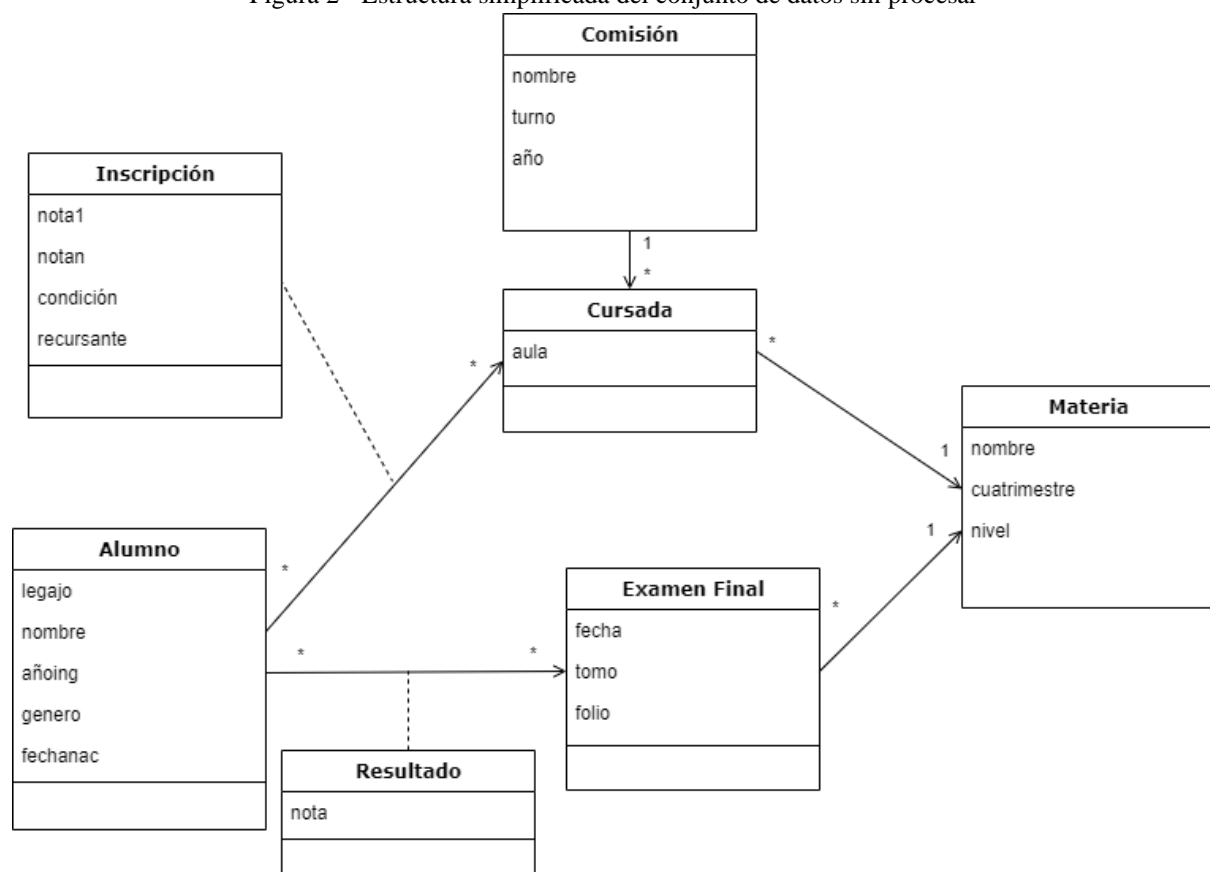 Figura 2 - Estructura simplificada del conjunto de datos sin procesar
Comisión
nombre
turno
año
1
*
Inscripción
nota1
notan
condición
recursante
Cursada
aula
*
*
*
1
Materia
nombre
cuatrimestre
nivel
1
*
Alumno
legajo
nombre
añoing
genero
fechanac
*
*
Examen Final
fecha
tomo
folio
Resultado
nota